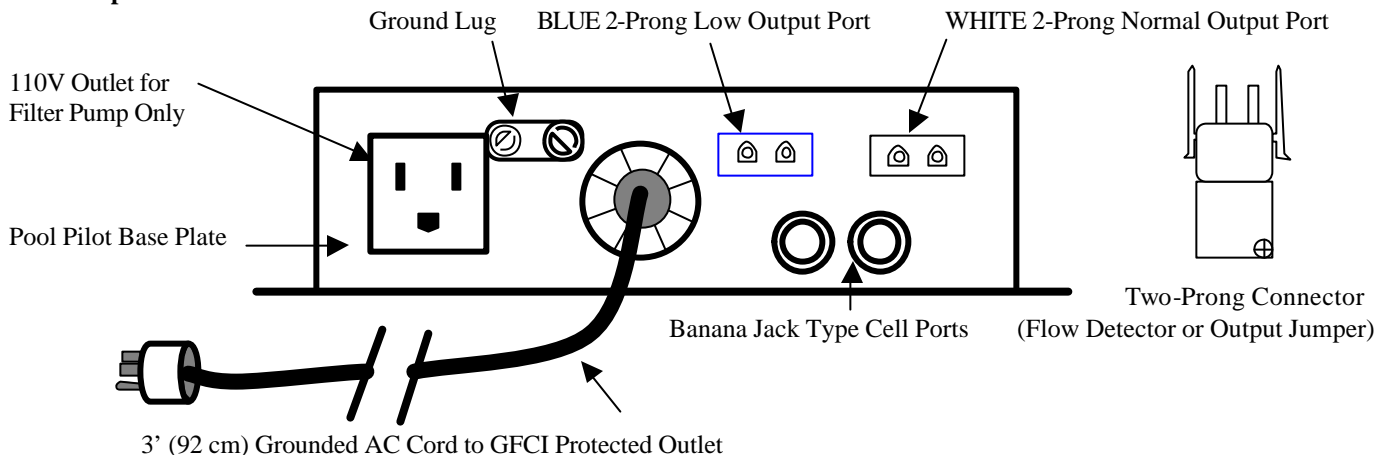 Ground Lug
BLUE 2-Prong Low Output Port
WHITE 2-Prong Normal Output Port
110V Outlet for
Filter Pump Only
Pool Pilot Base Plate
Two-Prong Connector
Banana Jack Type Cell Ports
(Flow Detector or Output Jumper)
3’ (92 cm) Grounded AC Cord to GFCI Protected Outlet